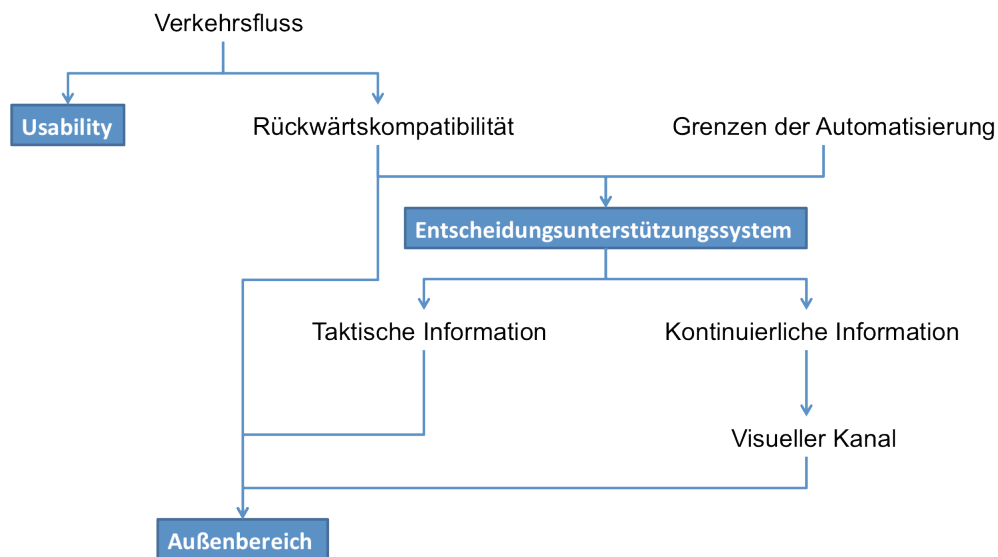 Verkehrsfluss
Usability
Rückwärtskompatibilität
Grenzen der Automatisierung
Entscheidungsunterstützungssystem
Taktische Information
Kontinuierliche Information
Visueller Kanal
Außenbereich